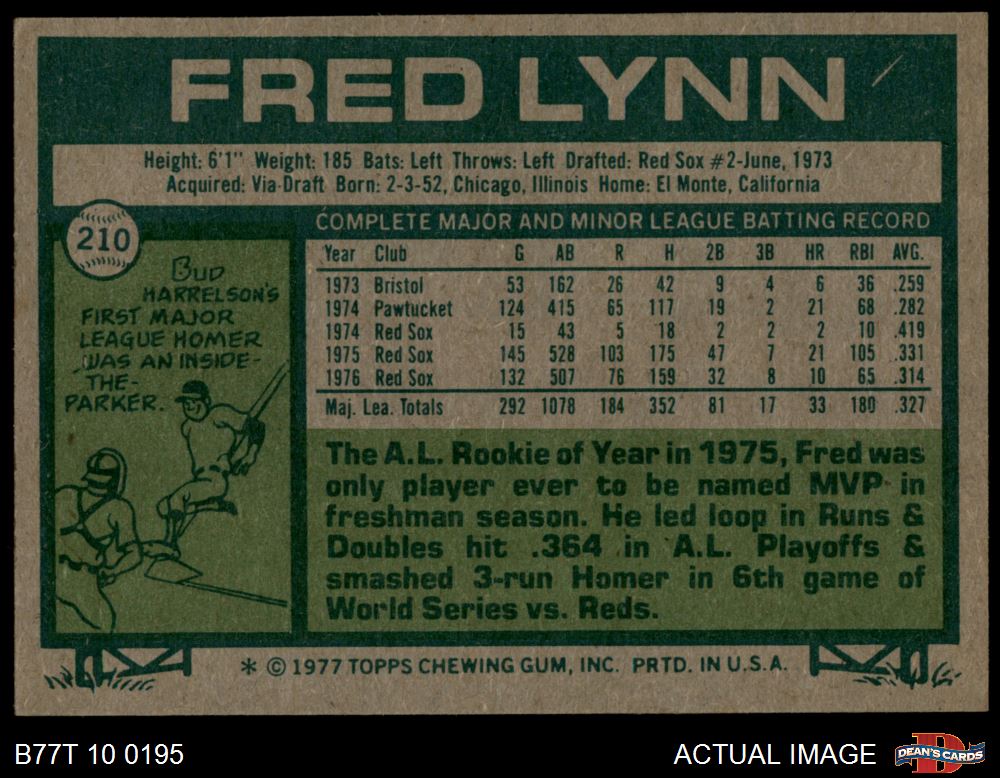 FRED LYNN
Height: 6'1" Weight: 185 Bats: Left Throws: Left Drafted: Red Sox #2-June, 1973
Acquired: Via Draft Born: 2-3-52, Chicago, Illinois Home: El Monte, California
210
BUD
HARRELSON'S
FIRST MAJOR
LEAGUE HOMER
WAS AN INSIDE-
THE-
PARKER.
COMPLETE MAJOR AND MINOR LEAGUE BATTING RECORD
Year Club G AB R H 2B 3B HR RBI AVG.
1973 Bristol 53 162 26 42 9 4 6 36 .259
1974 Pawtucket 124 415 65 117 19 2 21 68 .282
1974 Red Sox 15 43 5 18 2 2 2 10 .419
1975 Red Sox 145 528 103 175 47 7 21 105 .331
1976 Red Sox 132 507 76 159 32 8 10 65 .314
Maj. Lea. Totals 292 1078 184 352 81 17 33 180 .327
The A.L. Rookie of Year in 1975, Fred was
only player ever to be named MVP in
freshman season. He led loop in Runs &
Doubles hit .364 in A.L. Playoffs &
smashed 3-run Homer in 6th game of
World Series vs. Reds.
* © 1977 TOPPS CHEWING GUM, INC. PRTD. IN U.S.A.
B77T 10 0195
ACTUAL IMAGE
DEAN'S CARDS